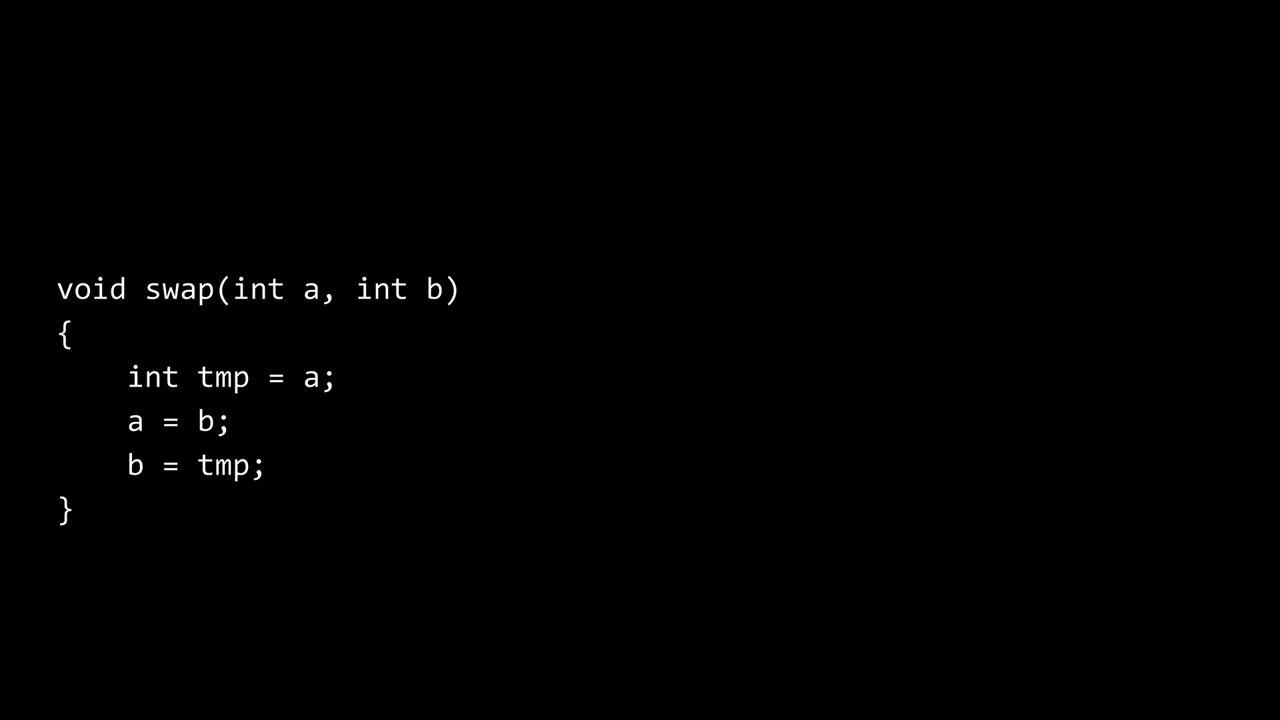 void swap(int a, int b)
{
    int tmp = a;
    a = b;
    b = tmp;
}